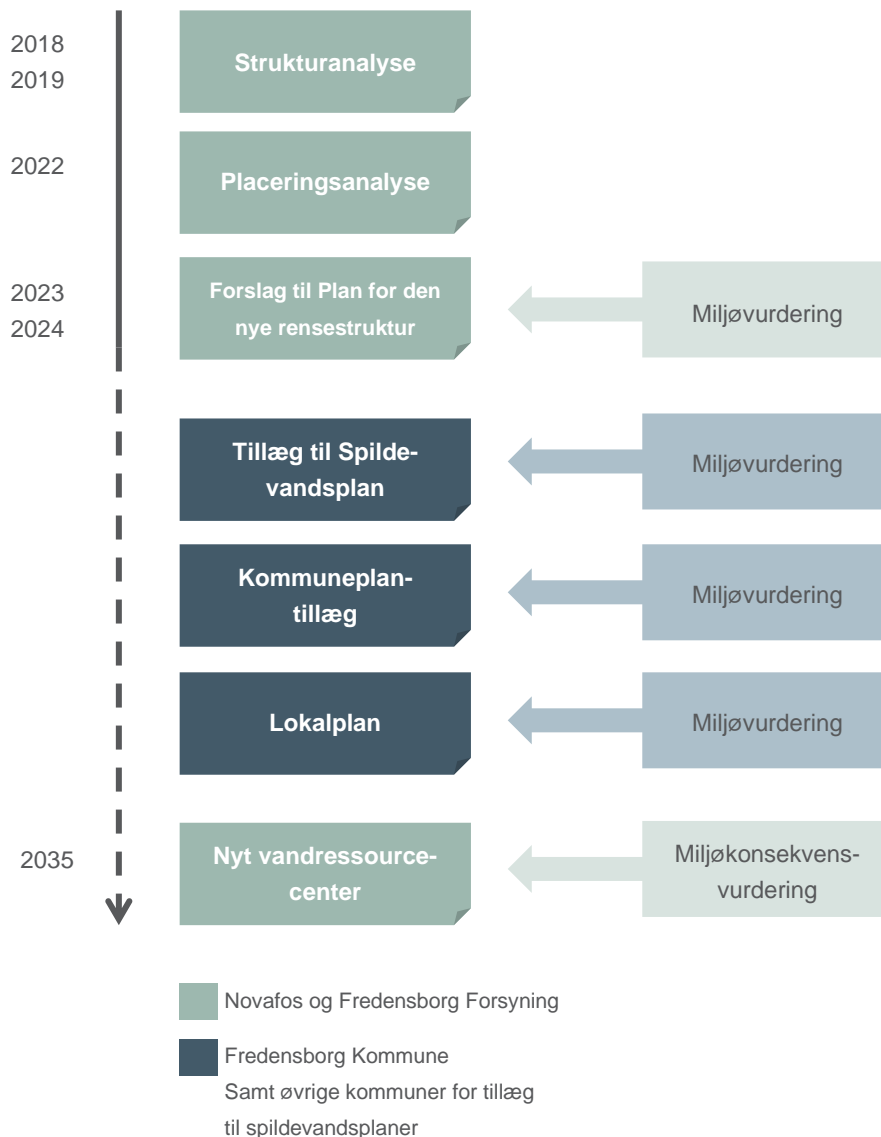 2018
2019
Strukturanalyse
2022
Placeringsanalyse
2023
2024
Forslag til Plan for den
nye rensestruktur
Miljøvurdering
Tillæg til Spilde-
vandsplan
Miljøvurdering
Kommuneplan-
tillæg
Miljøvurdering
Lokalplan
Miljøvurdering
2035
Nyt vandressource-
center
Miljøkonsekvens-
vurdering
Novafos og Fredensborg Forsyning
Fredensborg Kommune
Samt øvrige kommuner for tillæg
til spildevandsplaner